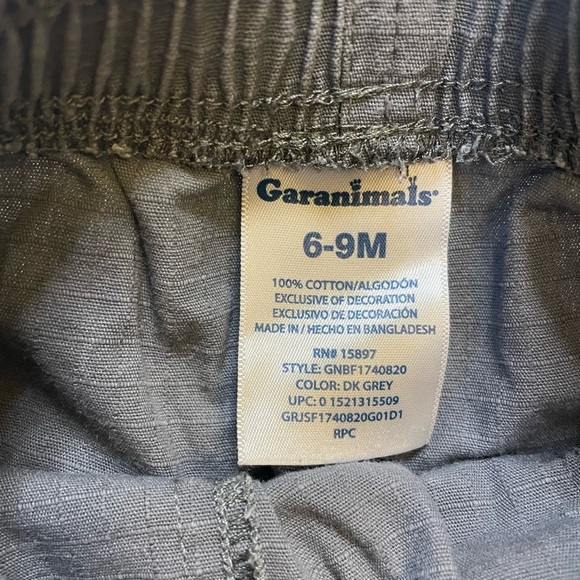 Garanimals®
6-9M
100% COTTON/ALGODÓN
EXCLUSIVE OF DECORATION
EXCLUSIVO DE DECORACIÓN
MADE IN / HECHO EN BANGLADESH
RN# 15897
STYLE: GNBF1740820
COLOR: DK GREY
UPC: 0 1521315509
GRJSF1740820G01D1
RPC